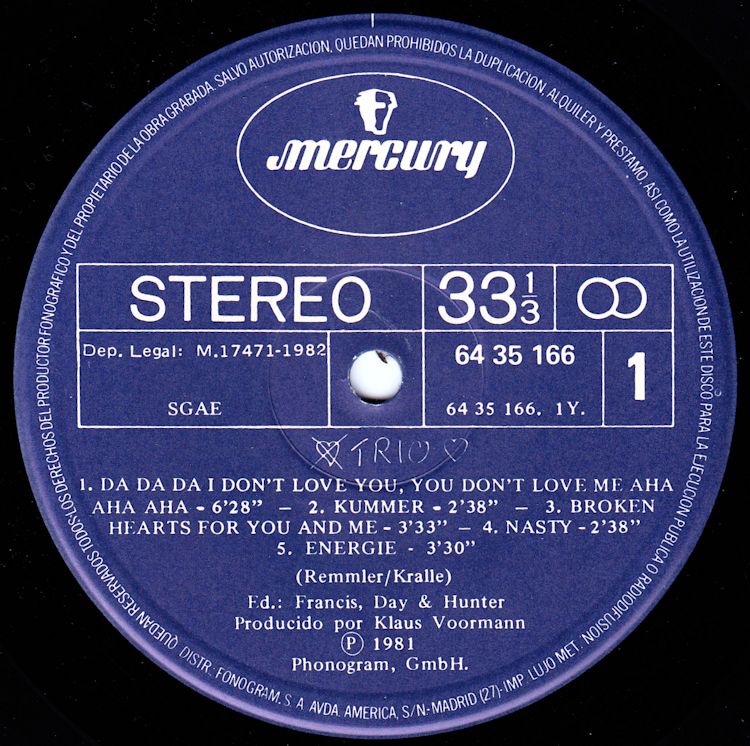 QUEDAN RESERVADOS TODOS LOS DERECHOS DEL PRODUCTOR FONOGRAFICO Y DEL PROPIETARIO DE LA OBRA GRABADA. SALVO AUTORIZACION, QUEDAN PROHIBIDOS LA DUPLICACION, ALQUILER Y PRESTAMO, ASI COMO LA UTILIZACION DE ESTE DISCO PARA LA EJECUCION PUBLICA O RADIODIFUSION
mercury
STEREO
33 1/3
Dep. Legal: M.17471-1982
64 35 166
1
SGAE
64 35 166. 1Y.
TRIO
1. DA DA DA I DON'T LOVE YOU, YOU DON'T LOVE ME AHA
AHA AHA - 6'28" - 2. KUMMER - 2'38" - 3. BROKEN
HEARTS FOR YOU AND ME - 3'33" - 4. NASTY - 2'38"
5. ENERGIE - 3'30"
(Remmler/Kralle)
Ed.: Francis, Day & Hunter
Producido por Klaus Voormann
Ⓟ 1981
Phonogram, GmbH.
DISTR. FONOGRAM, S. A. AVDA. AMERICA, S/N.-MADRID (27)-IMP. LUJO MET.